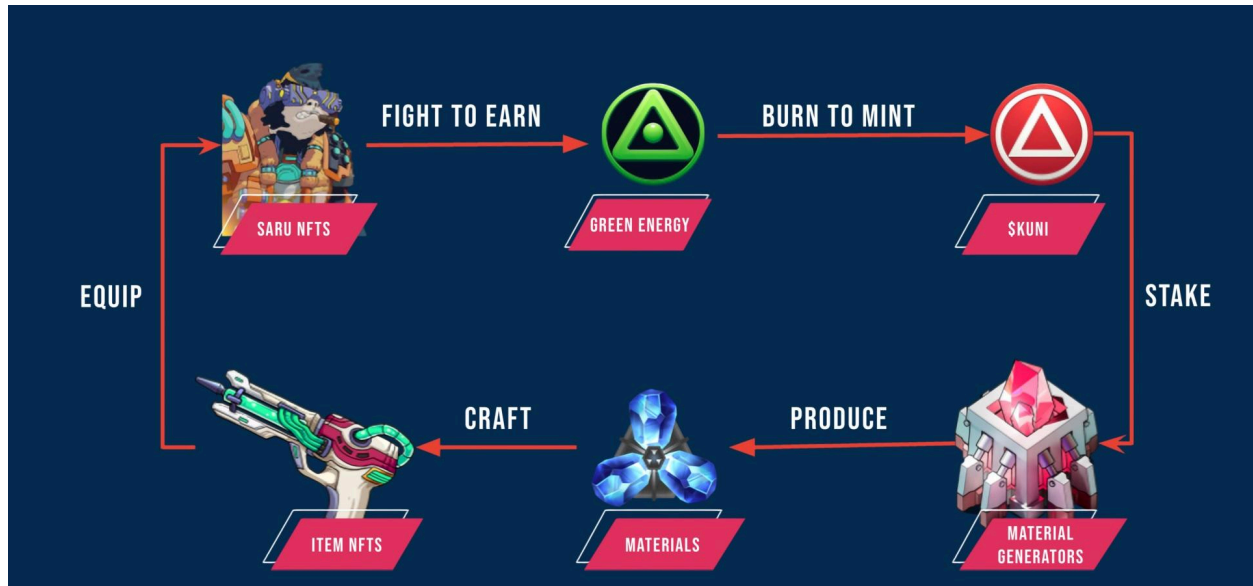 FIGHT TO EARN
BURN TO MINT
SARU NFTS
GREEN ENERGY
$KUNI
EQUIP
STAKE
CRAFT
PRODUCE
ITEM NFTS
MATERIALS
MATERIAL
GENERATORS